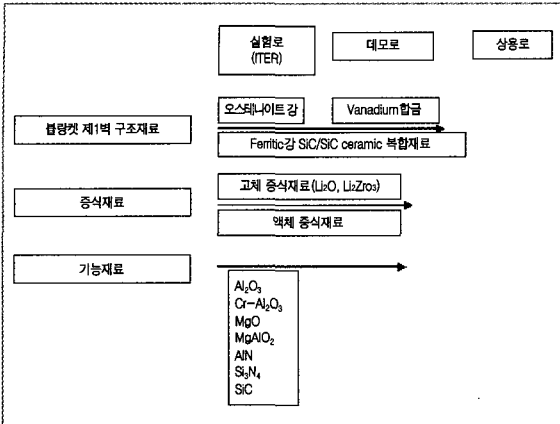 실험로
(ITER)
데모로
상용로
블랑켓 제1벽 구조재료
오스테나이트강
Vanadium합금
Ferritic강 SiC/SiC ceramic 복합재료
증식재료
고체 증식재료(Li₂O, Li₂Zro₃)
액체 증식재료
기능재료
Al₂O₃
Cr–Al₂O₃
MgO
MgAlO₂
AlN
Si₃N₄
SiC